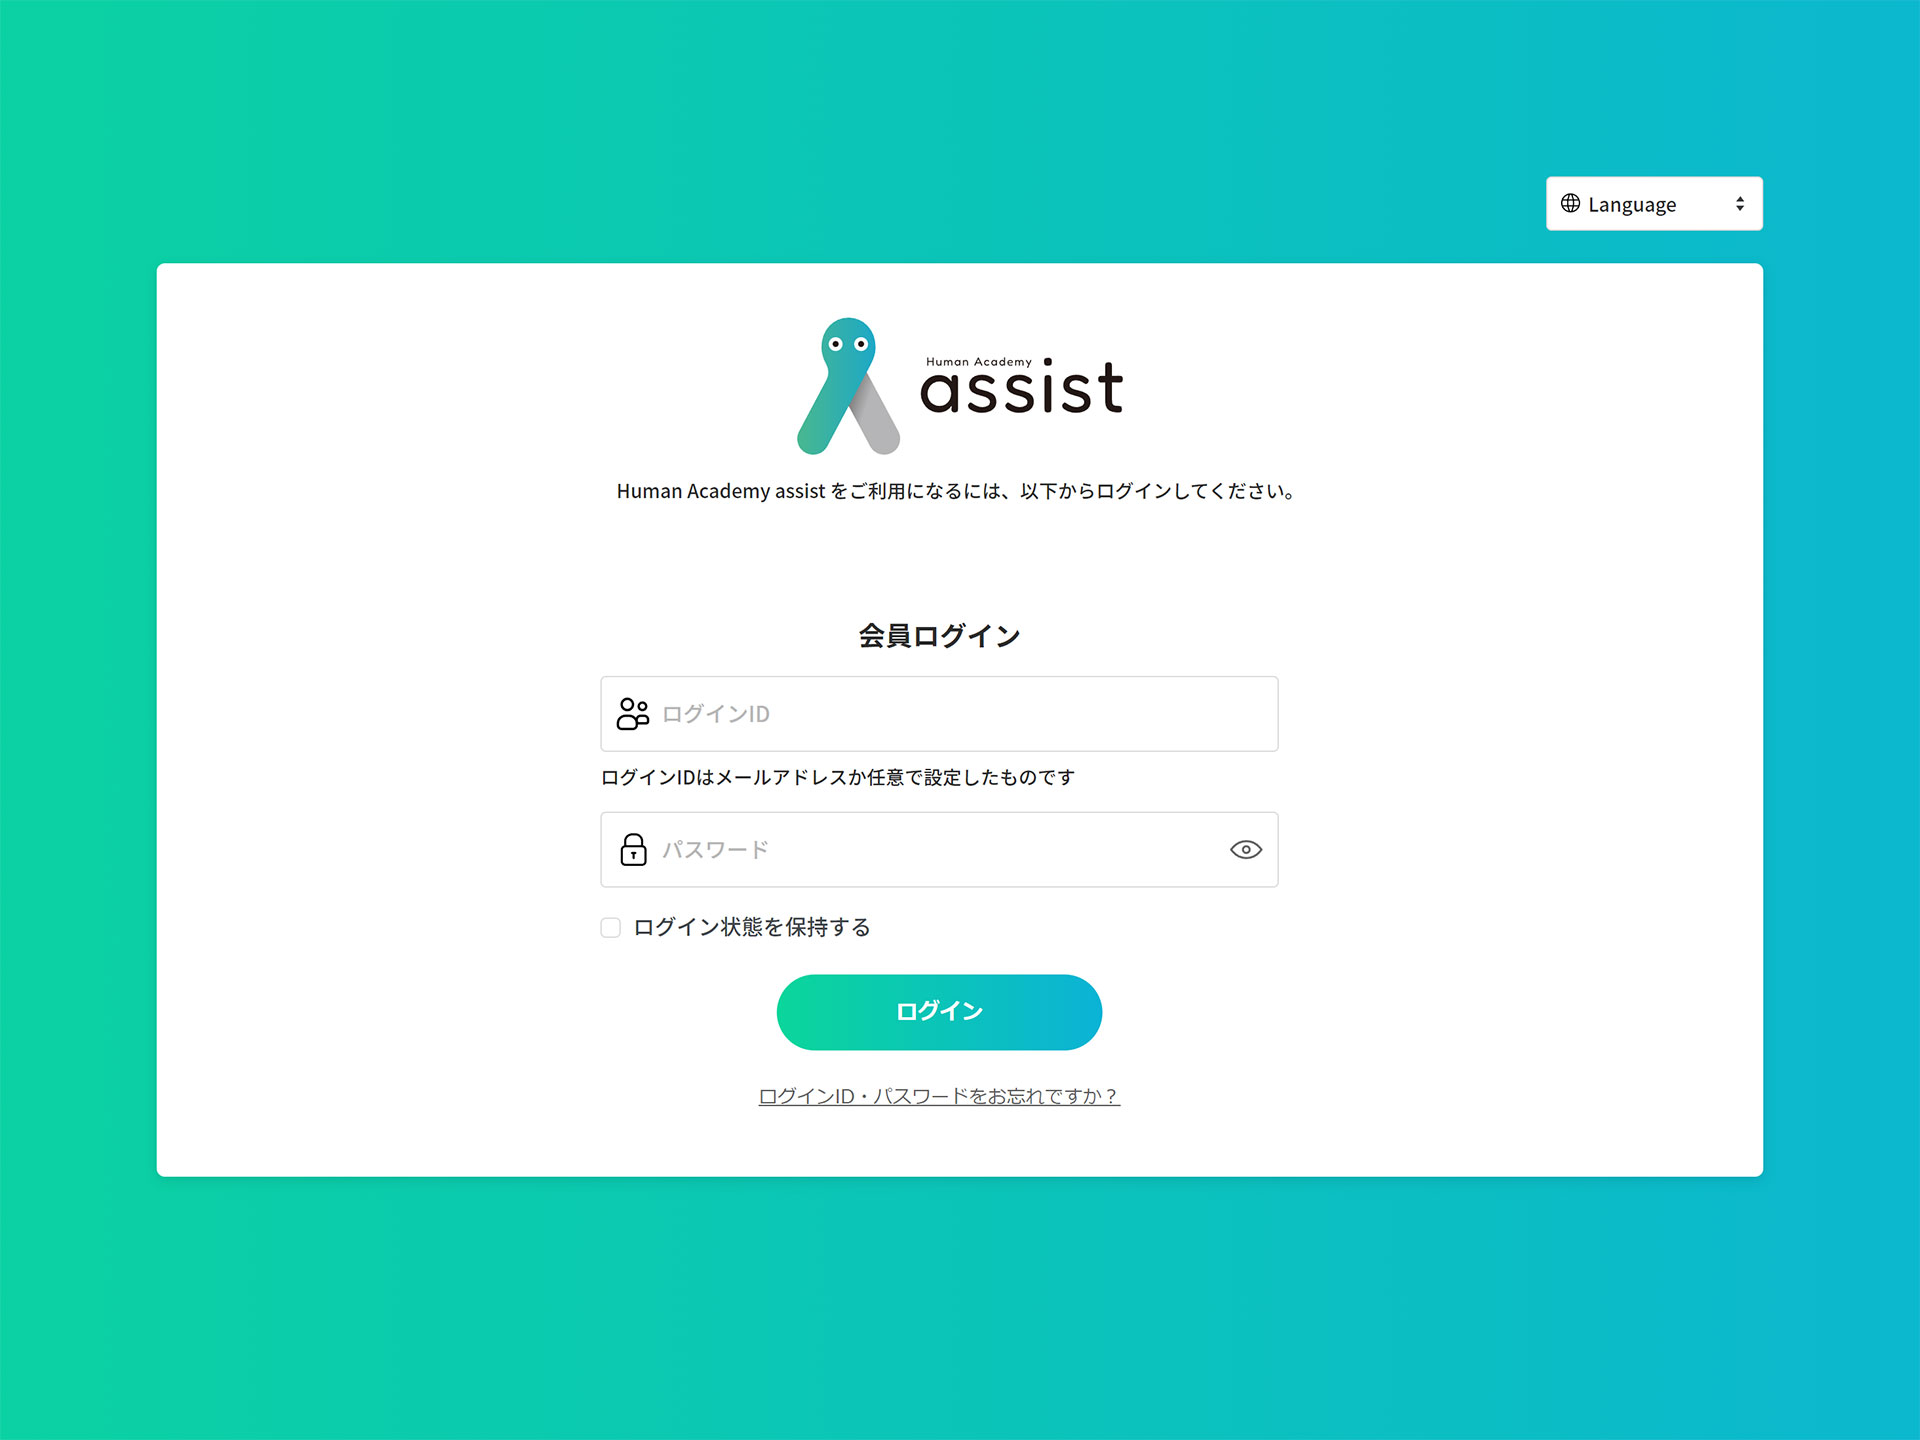 Language
Human Academy
assist
Human Academy assist をご利用になるには、以下からログインしてください。
会員ログイン
ログインID
ログインIDはメールアドレスか任意で設定したものです
パスワード
ログイン状態を保持する
ログイン
ログインID・パスワードをお忘れですか？